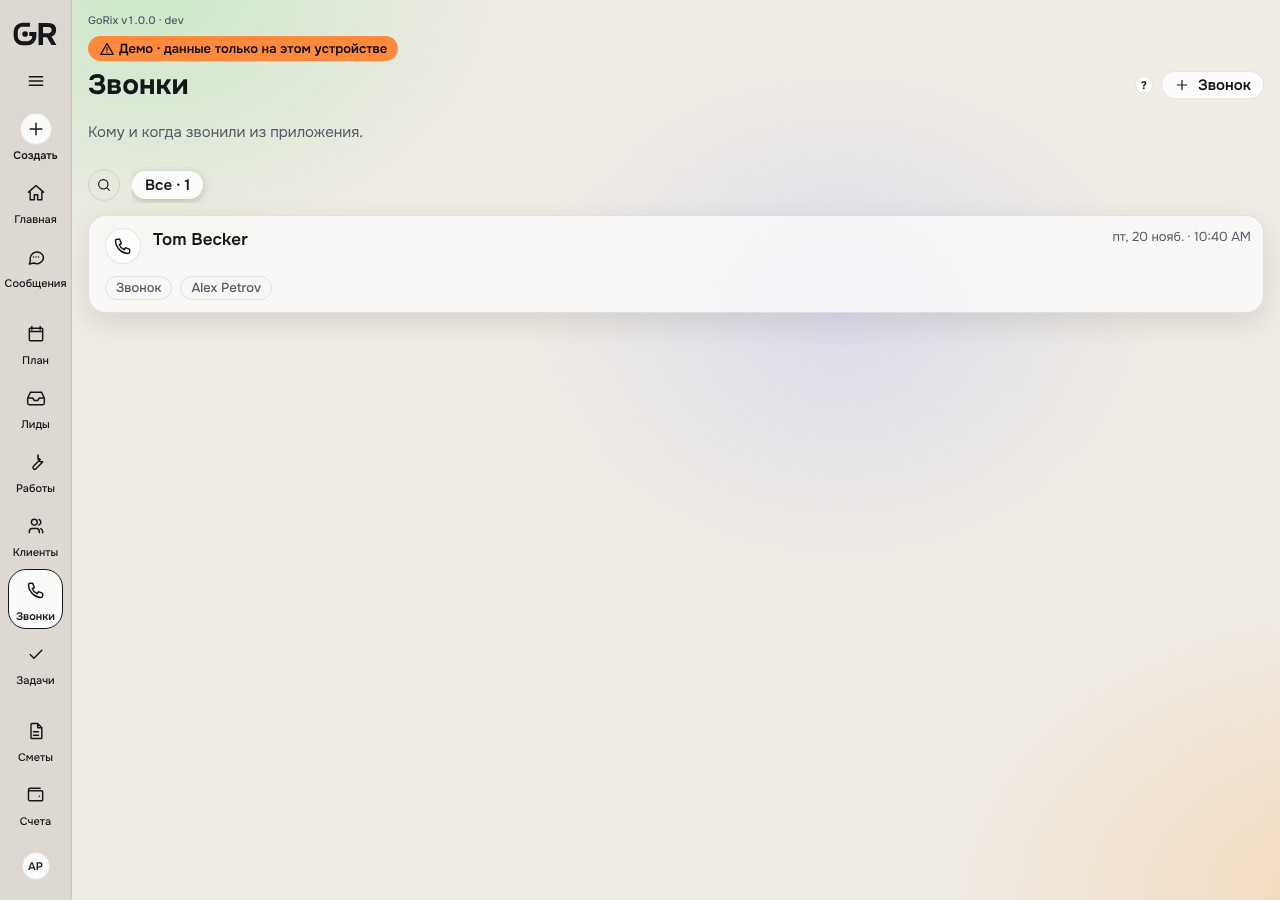 GR
GoRix v1.0.0 · dev
Демо · данные только на этом устройстве
Звонки
?
Звонок
Кому и когда звонили из приложения.
Все · 1
Tom Becker
пт, 20 нояб. · 10:40 AM
Звонок
Alex Petrov
Создать
Главная
Сообщения
План
Лиды
Работы
Клиенты
Звонки
Задачи
Сметы
Счета
AP